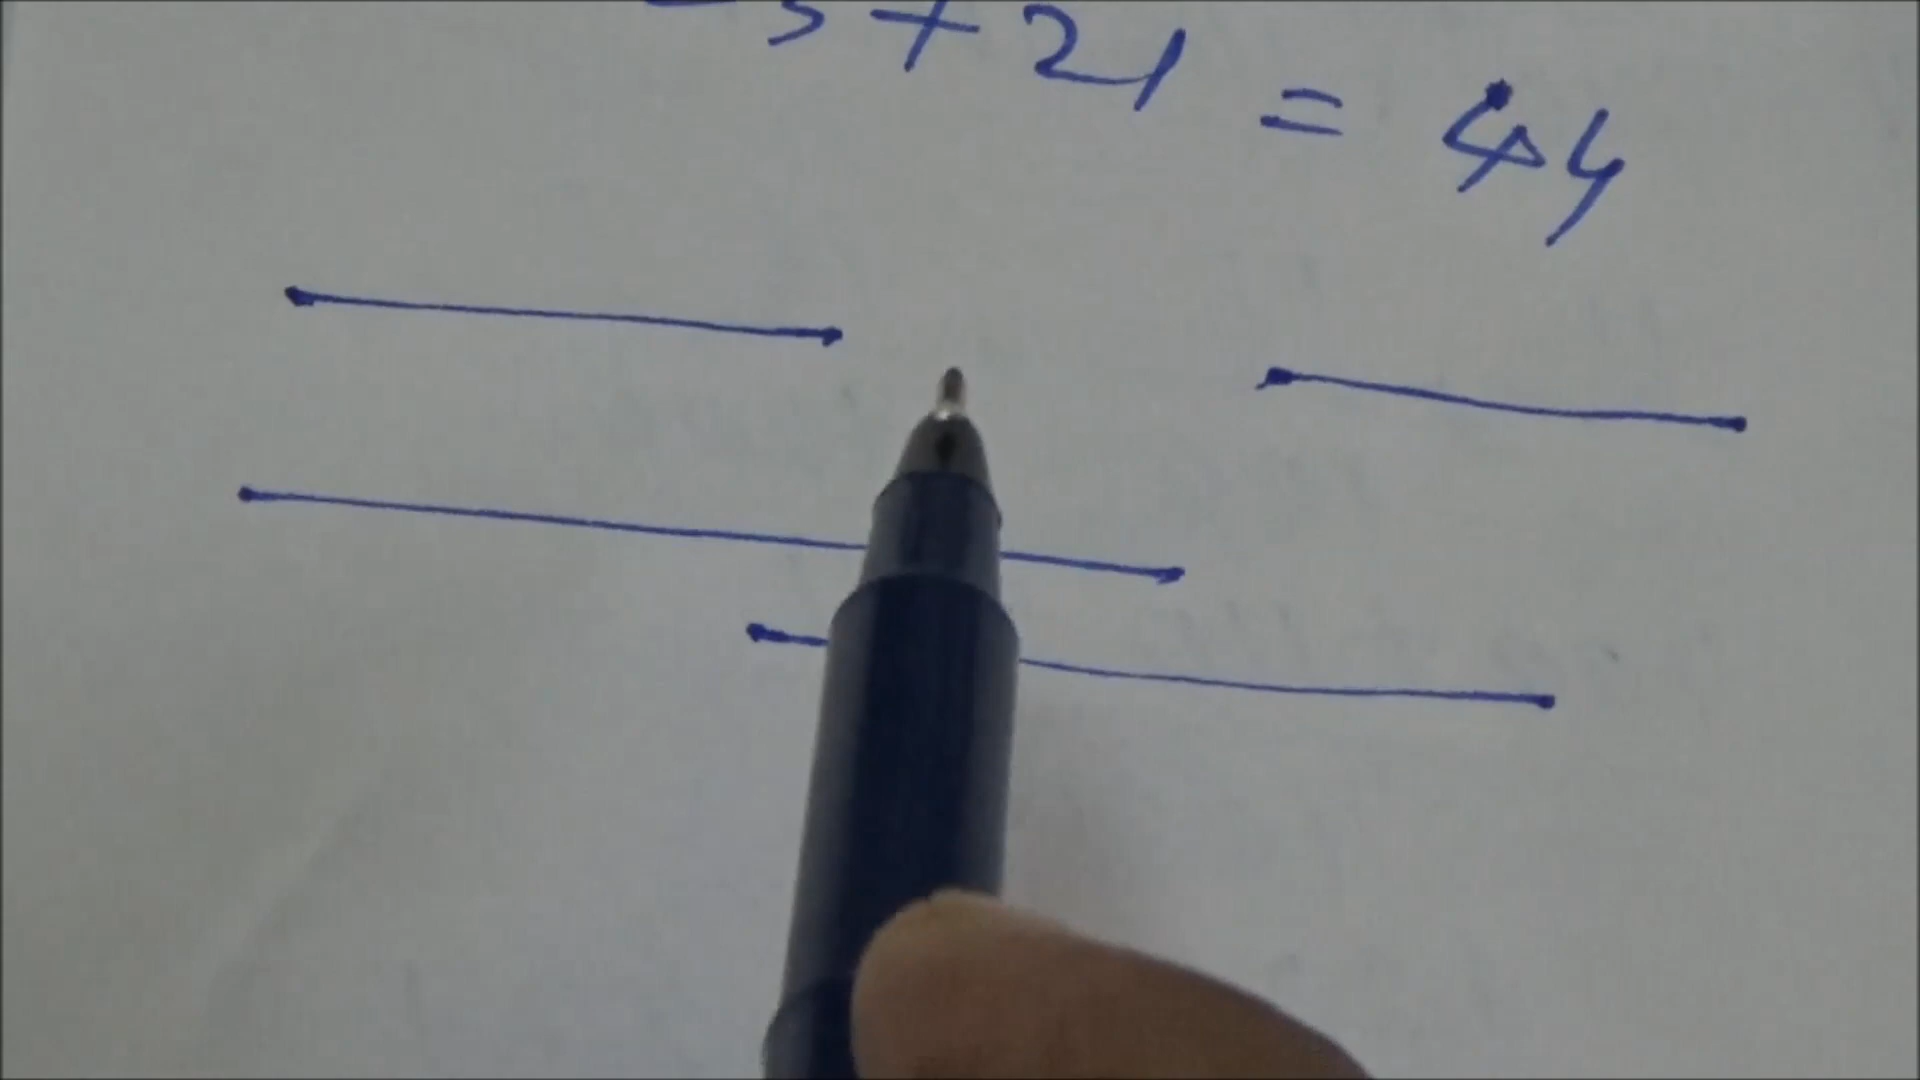 + 21 = 44